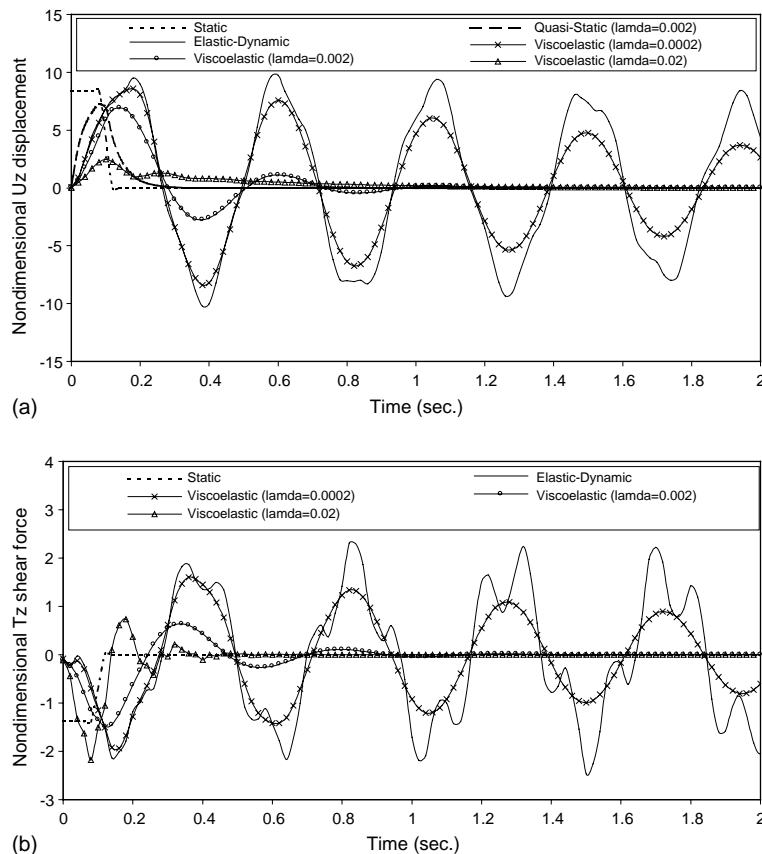 Static
Quasi-Static (lamda=0.002)
Elastic-Dynamic
Viscoelastic (lamda=0.0002)
Viscoelastic (lamda=0.002)
Viscoelastic (lamda=0.02)
Nondimensional Uz displacement
15
10
5
0
-5
-10
-15
0 0.2 0.4 0.6 0.8 1 1.2 1.4 1.6 1.8 2
Time (sec.)
(a)
Static
Elastic-Dynamic
Viscoelastic (lamda=0.0002)
Viscoelastic (lamda=0.002)
Viscoelastic (lamda=0.02)
Nondimensional Tz shear force
4
3
2
1
0
-1
-2
-3
0 0.2 0.4 0.6 0.8 1 1.2 1.4 1.6 1.8 2
Time (sec.)
(b)